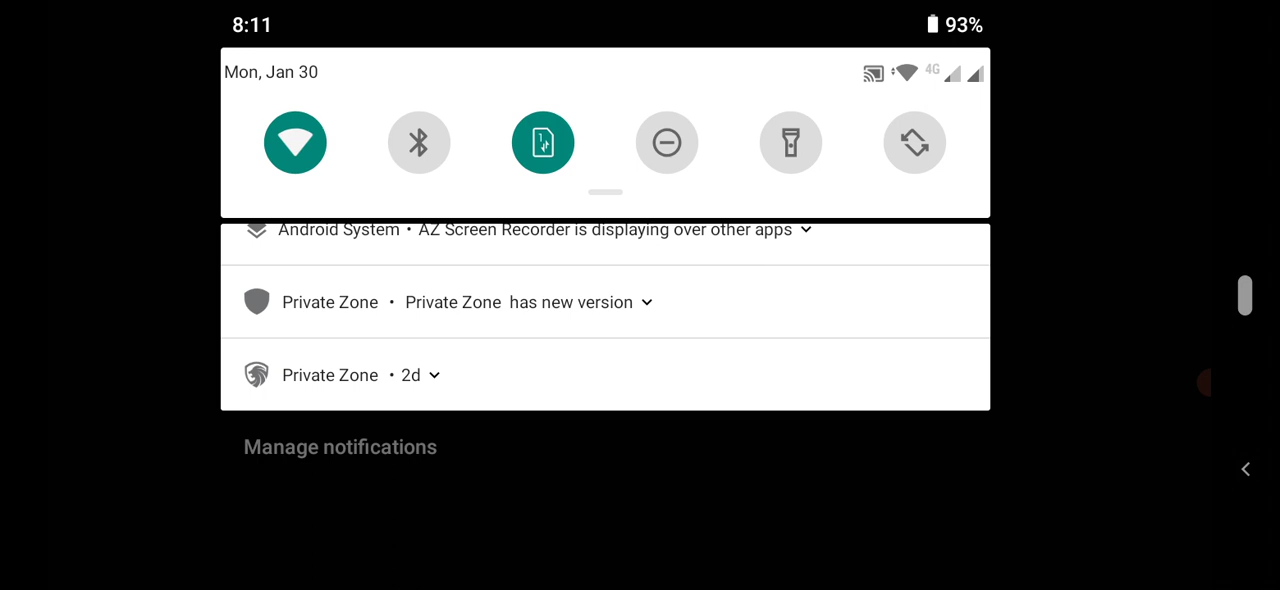 8:11
93%
Mon, Jan 30
4G
Android System • AZ Screen Recorder is displaying over other apps
Private Zone • Private Zone has new version
Private Zone • 2d
Manage notifications